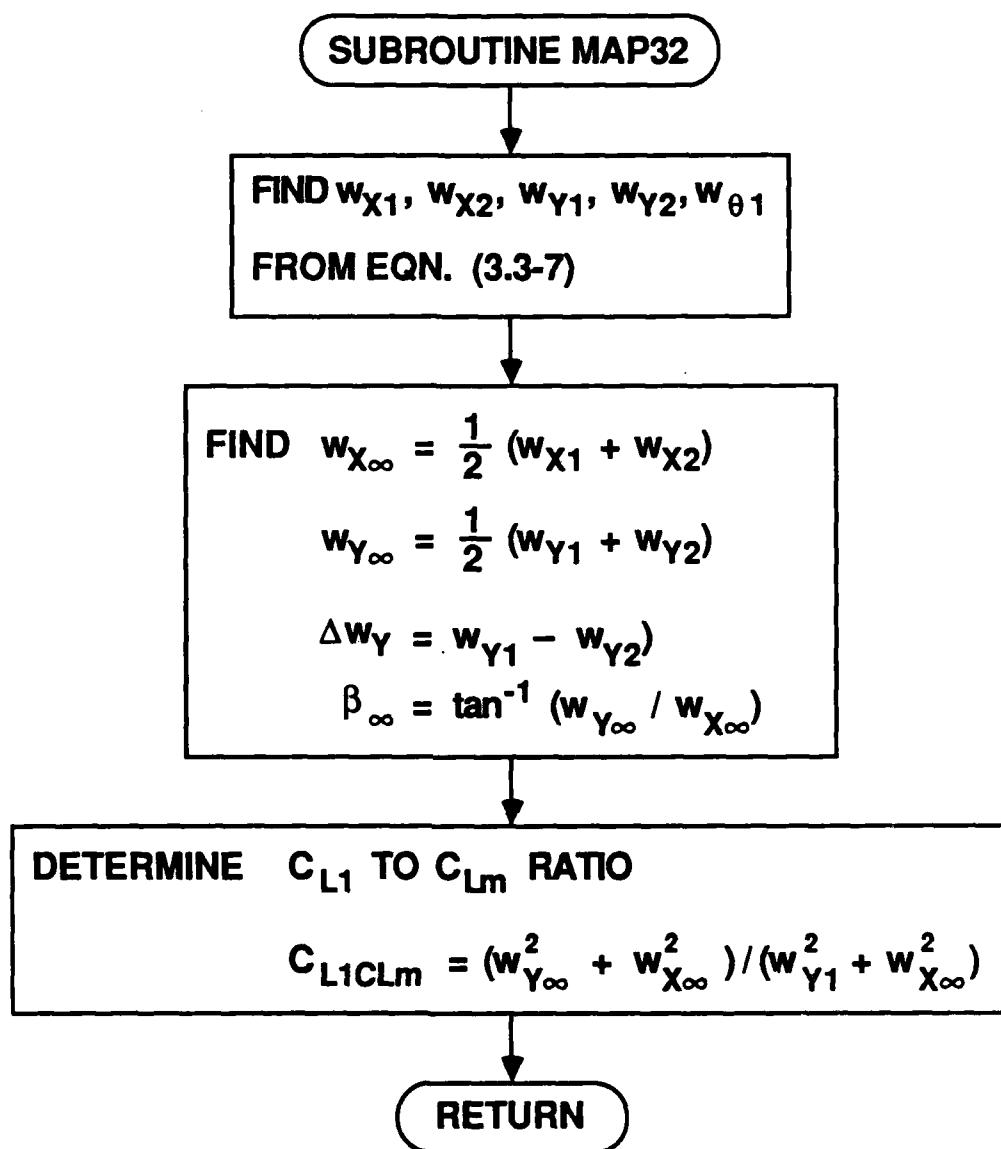 SUBROUTINE MAP32
FIND w_X1, w_X2, w_Y1, w_Y2, w_θ1
FROM EQN. (3.3-7)
FIND w_X∞ = 1/2 (w_X1 + w_X2)
w_Y∞ = 1/2 (w_Y1 + w_Y2)
Δw_Y = w_Y1 − w_Y2)
β_∞ = tan^-1 (w_Y∞ / w_X∞)
DETERMINE C_L1 TO C_Lm RATIO
C_L1CLm = (w_Y∞^2 + w_X∞^2 )/(w_Y1^2 + w_X∞^2)
RETURN